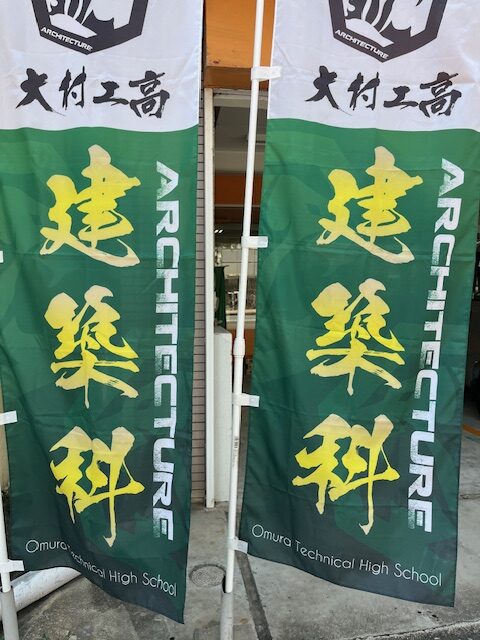 ARCHITECTURE
大村工高
建築科
ARCHITECTURE
Omura Technical High School
ARCHITECTURE
大村工高
建築科
ARCHITECTURE
Omura Technical High School